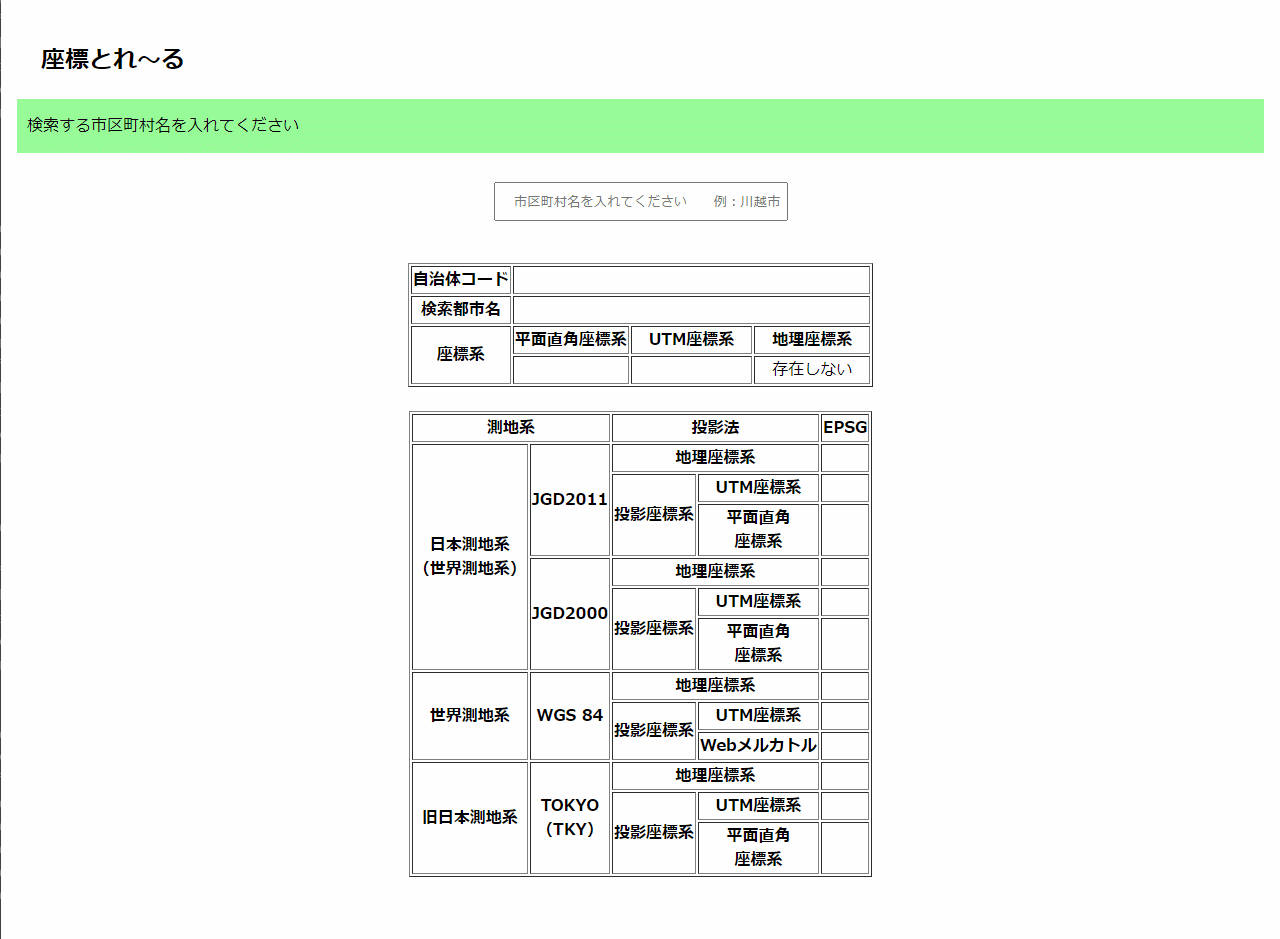 座標とれ～る
検索する市区町村名を入れてください
市区町村名を入れてください　　例：川越市
自治体コード
検索都市名
座標系 平面直角座標系 UTM座標系 地理座標系
存在しない
測地系 投影法 EPSG
日本測地系
（世界測地系）
JGD2011
地理座標系
投影座標系
UTM座標系
平面直角
座標系
JGD2000
地理座標系
投影座標系
UTM座標系
平面直角
座標系
世界測地系
WGS 84
地理座標系
投影座標系
UTM座標系
Webメルカトル
旧日本測地系
TOKYO
（TKY）
地理座標系
投影座標系
UTM座標系
平面直角
座標系